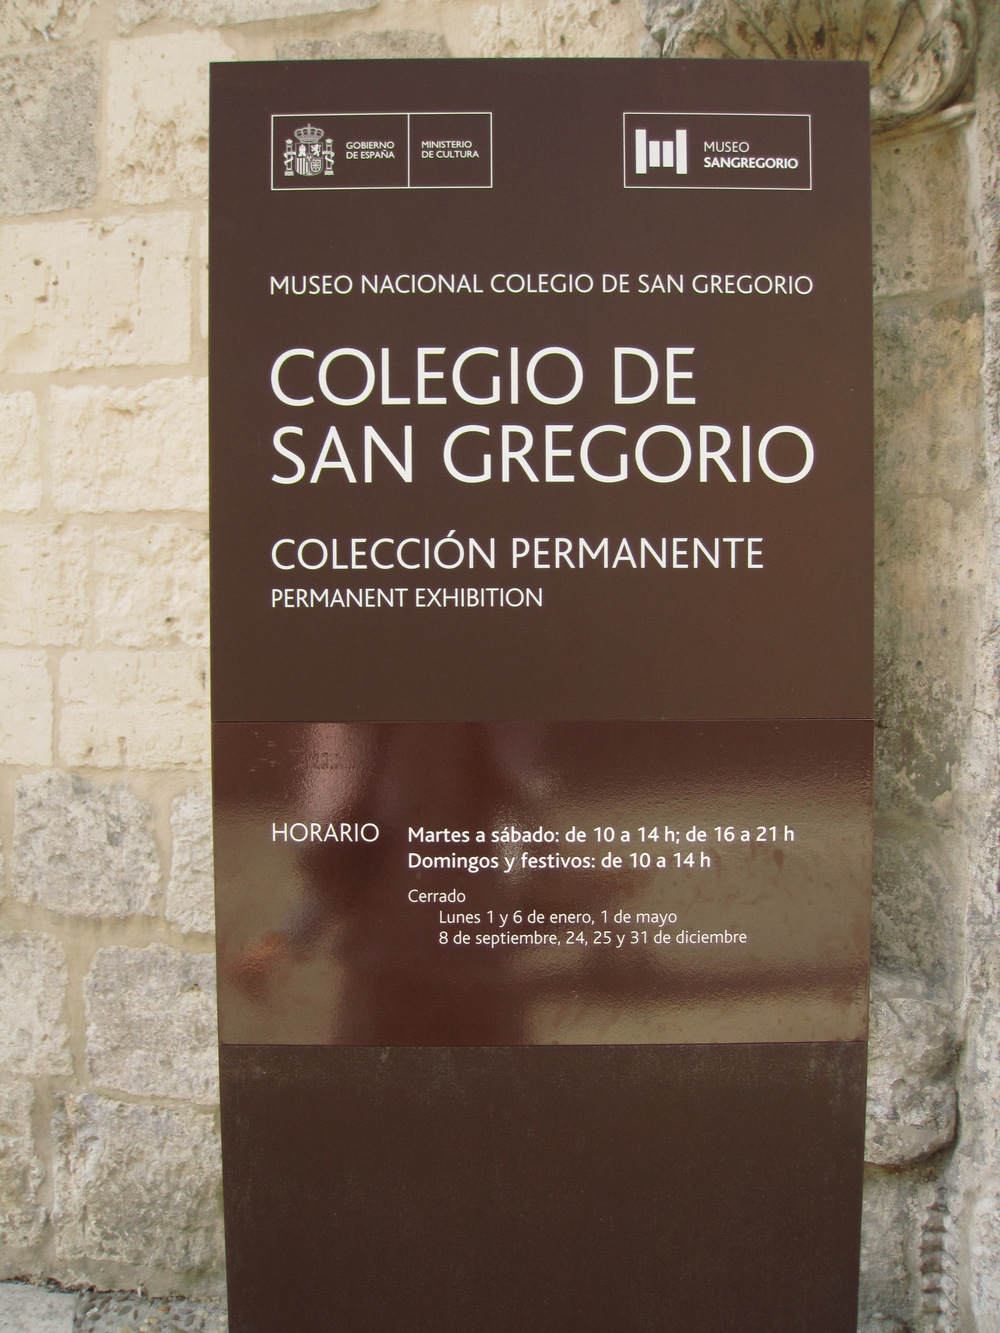 GOBIERNO
DE ESPAÑA
MINISTERIO
DE CULTURA
MUSEO
SANGREGORIO
MUSEO NACIONAL COLEGIO DE SAN GREGORIO
COLEGIO DE
SAN GREGORIO
COLECCIÓN PERMANENTE
PERMANENT EXHIBITION
HORARIO Martes a sábado: de 10 a 14 h; de 16 a 21 h
Domingos y festivos: de 10 a 14 h
Cerrado
Lunes 1 y 6 de enero, 1 de mayo
8 de septiembre, 24, 25 y 31 de diciembre